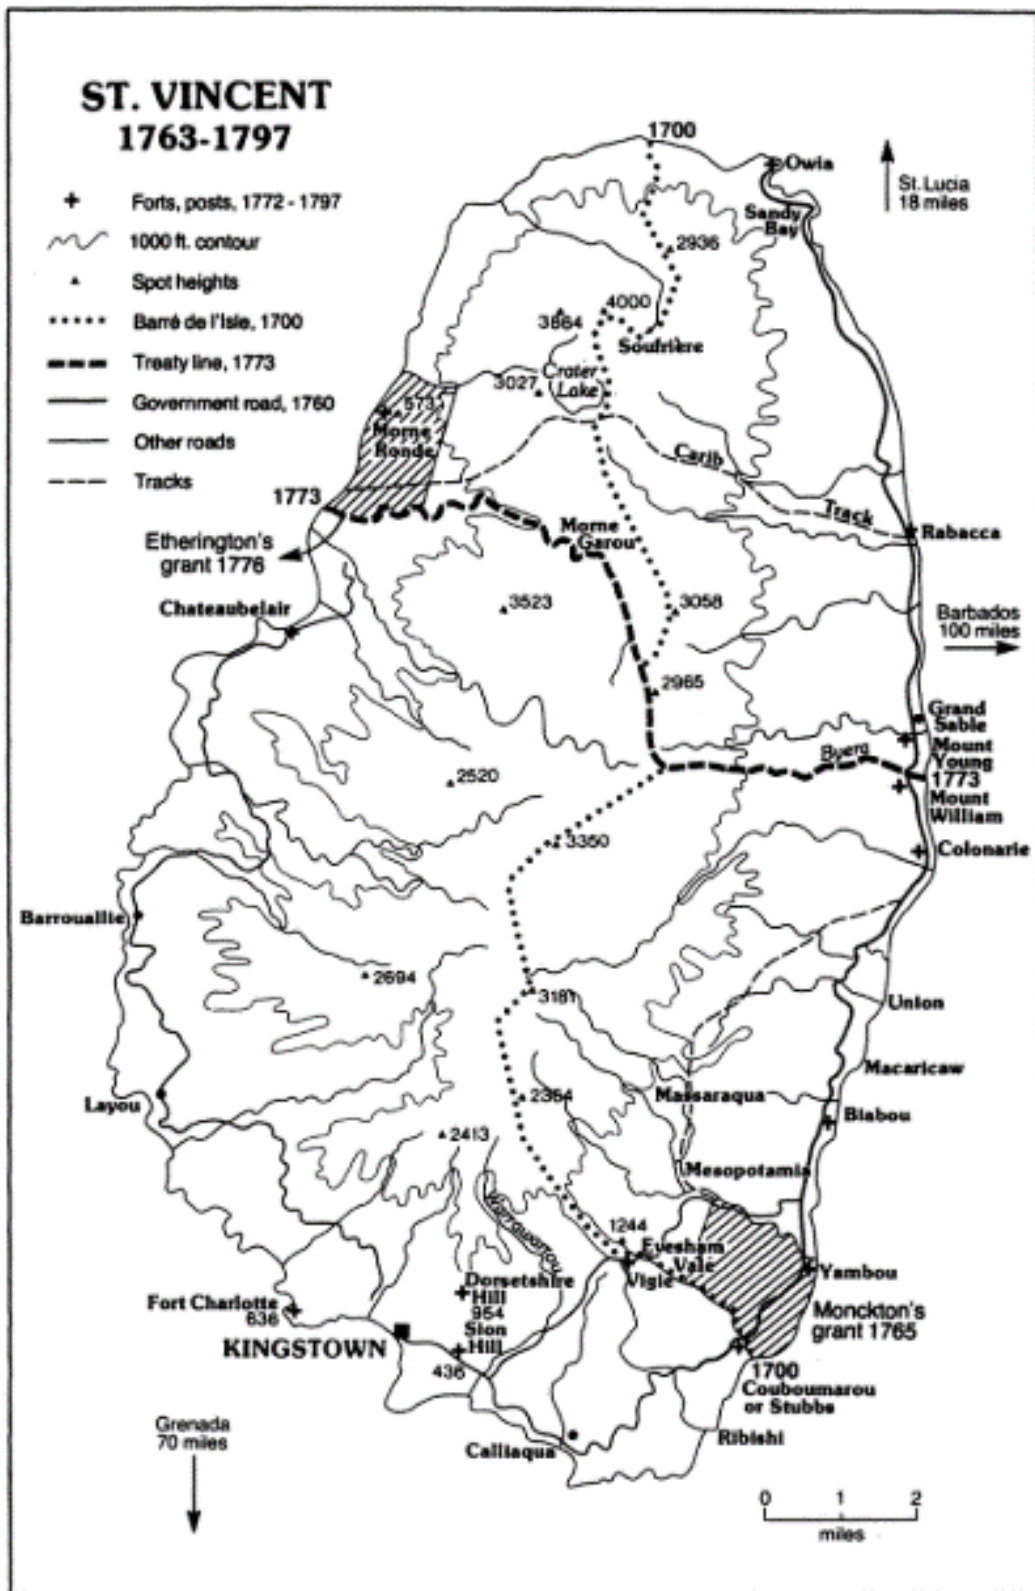 ST. VINCENT
1763-1797
Forts, posts, 1772 - 1797
1000 ft. contour
Spot heights
Barré de l'Isle, 1700
Treaty line, 1773
Government road, 1760
Other roads
Tracks
1700
Owia
St. Lucia
18 miles
Sandy
Bay
2936
4000
3864
Soufrière
Crater
Lake
3027
573
Morne
Ronde
Carib
Track
1773
Rabacca
Morne
Garou
Etherington's
grant 1776
3523
3058
Chateaubelair
Barbados
100 miles
2965
Grand
Sable
Mount
Young
Byera
1773
2520
Mount
William
3350
Colonarie
Barrouallie
2694
3181
Union
Macaricaw
Layou
2364
Massaraqua
Biabou
2413
Mesopotamia
Warrawarrou
1244
Evesham
Vale
Vigie
Yambou
Dorsetshire
Hill
954
Fort Charlotte
636
Sion
Hill
Monckton's
grant 1765
KINGSTOWN
436
1700
Couboumarou
or Stubbs
Grenada
70 miles
Calliaqua
Ribishi
0 1 2
miles